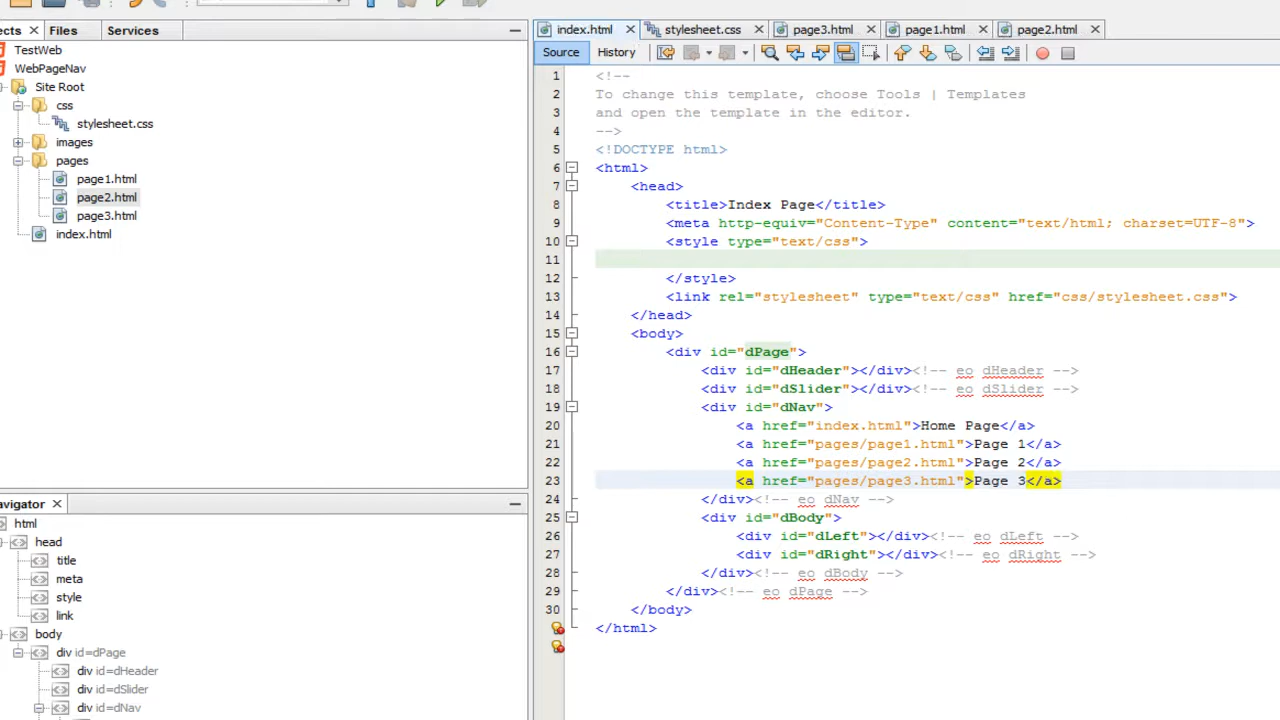 ects Files Services
TestWeb
WebPageNav
Site Root
css
stylesheet.css
images
pages
page1.html
page2.html
page3.html
index.html
avigator
html
head
title
meta
style
link
body
div id=dPage
div id=dHeader
div id=dSlider
div id=dNav
index.html stylesheet.css page3.html page1.html page2.html
Source History
1 <!--
2 To change this template, choose Tools | Templates
3 and open the template in the editor.
4 -->
5 <!DOCTYPE html>
6 <html>
7 <head>
8 <title>Index Page</title>
9 <meta http-equiv="Content-Type" content="text/html; charset=UTF-8">
10 <style type="text/css">
11
12 </style>
13 <link rel="stylesheet" type="text/css" href="css/stylesheet.css">
14 </head>
15 <body>
16 <div id="dPage">
17 <div id="dHeader"></div><!-- eo dHeader -->
18 <div id="dSlider"></div><!-- eo dSlider -->
19 <div id="dNav">
20 <a href="index.html">Home Page</a>
21 <a href="pages/page1.html">Page 1</a>
22 <a href="pages/page2.html">Page 2</a>
23 <a href="pages/page3.html">Page 3</a>
24 </div><!-- eo dNav -->
25 <div id="dBody">
26 <div id="dLeft"></div><!-- eo dLeft -->
27 <div id="dRight"></div><!-- eo dRight -->
28 </div><!-- eo dBody -->
29 </div><!-- eo dPage -->
30 </body>
</html>